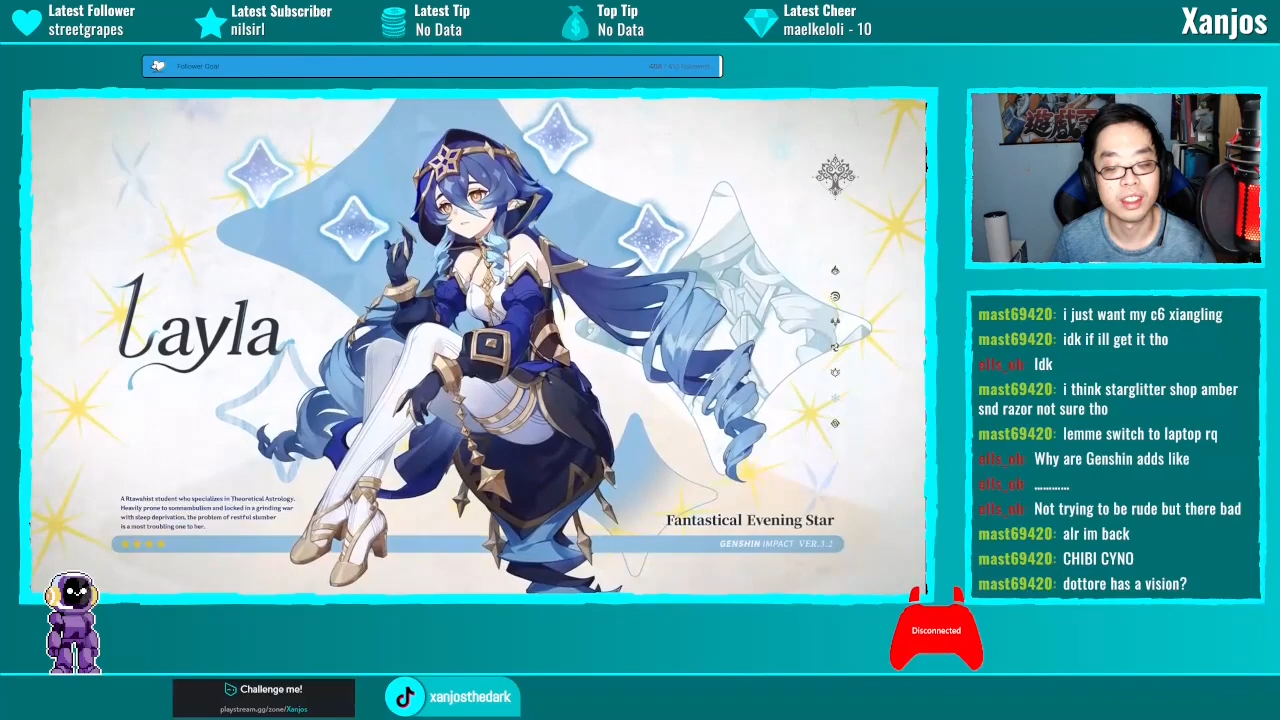 Latest Follower
streetgrapes
Latest Subscriber
nilsirl
Latest Tip
No Data
Top Tip
No Data
Latest Cheer
maelkeloli - 10
Xanjos
Follower Goal
Layla
A Rtawahist student who specializes in Theoretical Astrology.
Heavily prone to somnambulism and locked in a grinding war
with sleep deprivation, the problem of restful slumber
is a most troubling one to her.
Fantastical Evening Star
GENSHIN IMPACT VER.3.2
mast69420: i just want my c6 xiangling
mast69420: idk if ill get it tho
Idk
mast69420: i think starglitter shop amber
snd razor not sure tho
mast69420: lemme switch to laptop rq
Why are Genshin adds like
............
Not trying to be rude but there bad
mast69420: alr im back
mast69420: CHIBI CYNO
mast69420: dottore has a vision?
Disconnected
Challenge me!
playstream.gg/zone/Xanjos
xanjosthedark